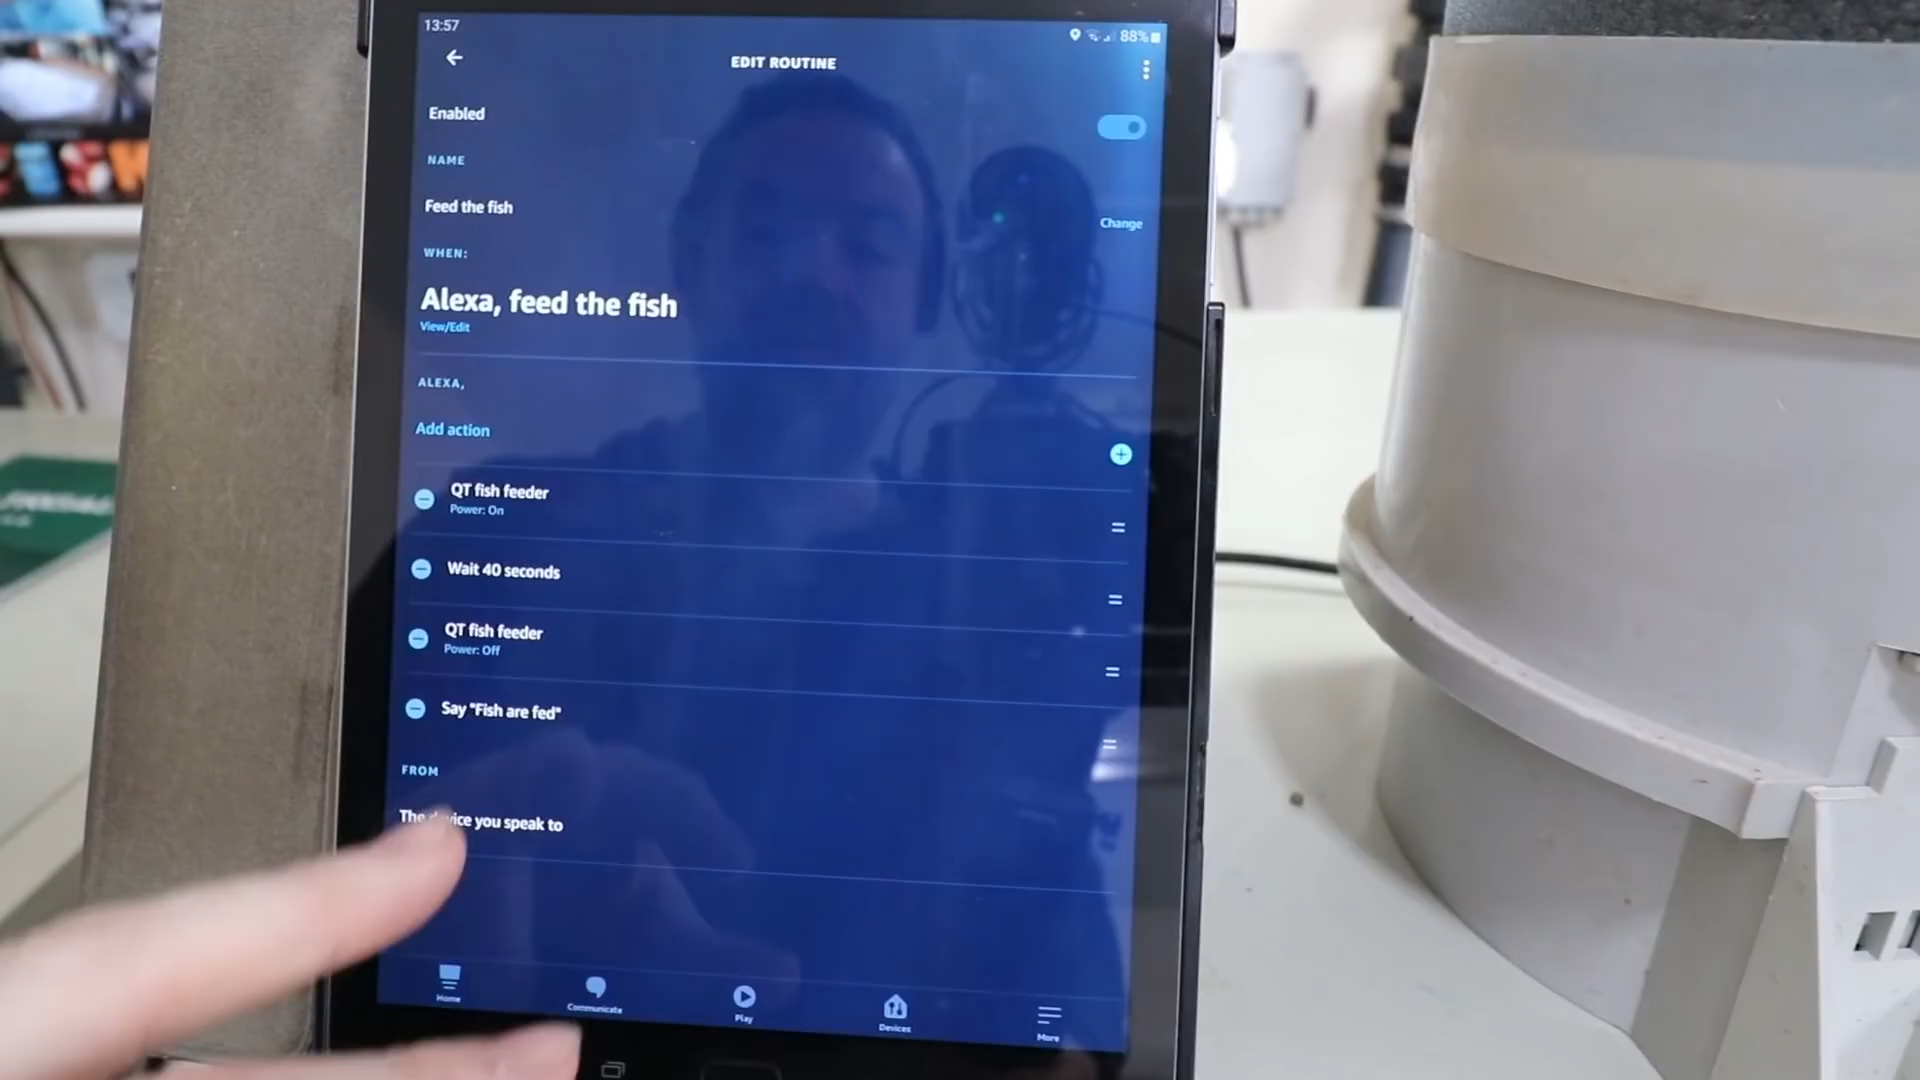 13:57
88%
EDIT ROUTINE
Enabled
NAME
Feed the fish
Change
WHEN:
Alexa, feed the fish
View/Edit
ALEXA,
Add action
QT fish feeder
Power: On
Wait 40 seconds
QT fish feeder
Power: Off
Say "Fish are fed"
FROM
The device you speak to
Home
Communicate
Play
Devices
More